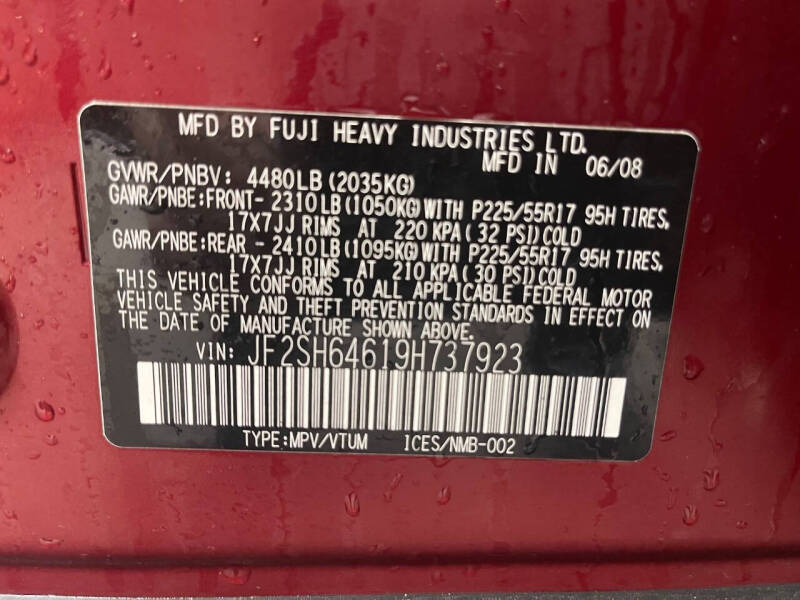 MFD BY FUJI HEAVY INDUSTRIES LTD.
MFD IN 06/08
GVWR/PNBV: 4480LB (2035KG)
GAWR/PNBE:FRONT- 2310LB(1050KG)WITH P225/55R17 95H TIRES,
17X7JJ RIMS AT 220 KPA( 32 PSI)COLD
GAWR/PNBE:REAR - 2410LB(1095KG)WITH P225/55R17 95H TIRES,
17X7JJ RIMS AT 210 KPA( 30 PSI)COLD
THIS VEHICLE CONFORMS TO ALL APPLICABLE FEDERAL MOTOR
VEHICLE SAFETY AND THEFT PREVENTION STANDARDS IN EFFECT ON
THE DATE OF MANUFACTURE SHOWN ABOVE.
VIN: JF2SH64619H737923
TYPE:MPV/VTUM ICES/NMB-002